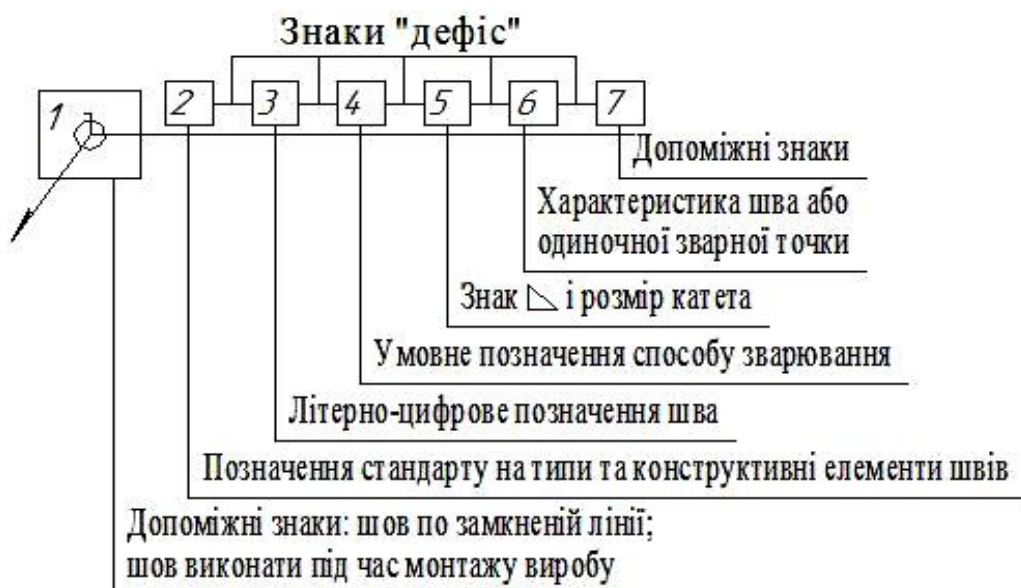 Знаки "дефіс"
1
2
3
4
5
6
7
Допоміжні знаки
Характеристика шва або
одиночної зварної точки
Знак і розмір катета
Умовне позначення способу зварювання
Літерно-цифрове позначення шва
Позначення стандарту на типи та конструктивні елементи швів
Допоміжні знаки: шов по замкненій лінії;
шов виконати під час монтажу виробу